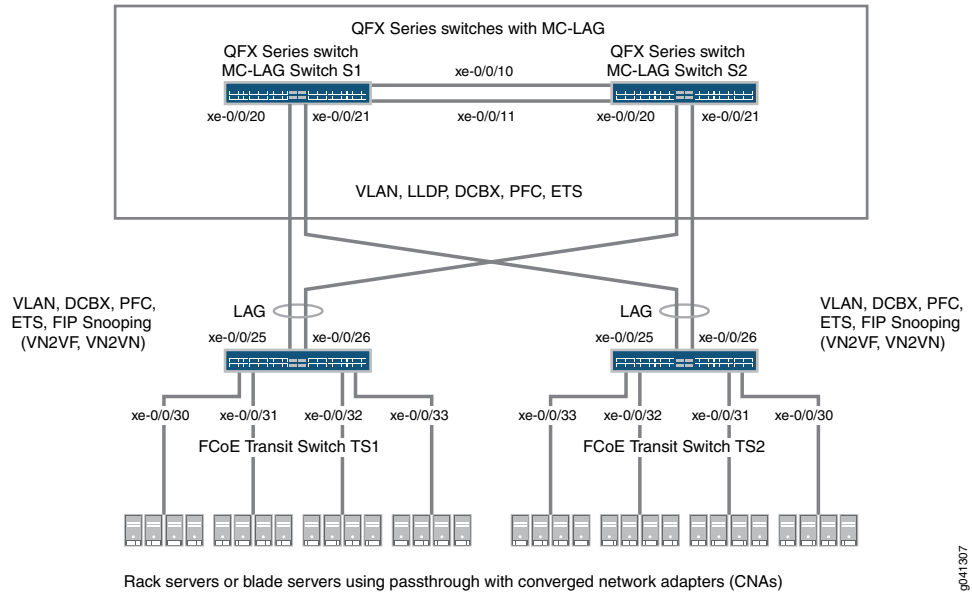 QFX Series switches with MC-LAG
QFX Series switch
MC-LAG Switch S1
QFX Series switch
MC-LAG Switch S2
xe-0/0/10
xe-0/0/20
xe-0/0/21
xe-0/0/11
xe-0/0/20
xe-0/0/21
VLAN, LLDP, DCBX, PFC, ETS
VLAN, DCBX, PFC,
ETS, FIP Snooping
(VN2VF, VN2VN)
LAG
LAG
VLAN, DCBX, PFC,
ETS, FIP Snooping
(VN2VF, VN2VN)
xe-0/0/25
xe-0/0/26
xe-0/0/25
xe-0/0/26
xe-0/0/30
xe-0/0/31
xe-0/0/32
xe-0/0/33
xe-0/0/33
xe-0/0/32
xe-0/0/31
xe-0/0/30
FCoE Transit Switch TS1
FCoE Transit Switch TS2
Rack servers or blade servers using passthrough with converged network adapters (CNAs)
g041307